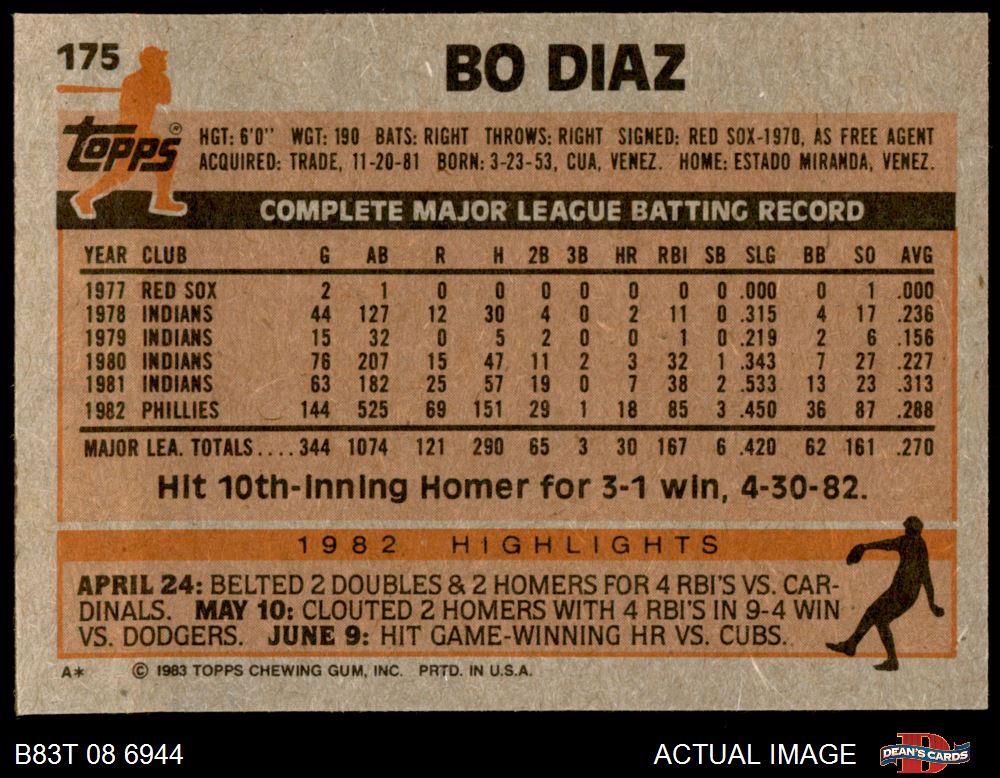 175
BO DIAZ
Topps®
HGT: 6'0" WGT: 190 BATS: RIGHT THROWS: RIGHT SIGNED: RED SOX-1970, AS FREE AGENT
ACQUIRED: TRADE, 11-20-81 BORN: 3-23-53, CUA, VENEZ. HOME: ESTADO MIRANDA, VENEZ.
COMPLETE MAJOR LEAGUE BATTING RECORD
YEAR CLUB G AB R H 2B 3B HR RBI SB SLG BB SO AVG
1977 RED SOX 2 1 0 0 0 0 0 0 0 .000 0 1 .000
1978 INDIANS 44 127 12 30 4 0 2 11 0 .315 4 17 .236
1979 INDIANS 15 32 0 5 2 0 0 1 0 .219 2 6 .156
1980 INDIANS 76 207 15 47 11 2 3 32 1 .343 7 27 .227
1981 INDIANS 63 182 25 57 19 0 7 38 2 .533 13 23 .313
1982 PHILLIES 144 525 69 151 29 1 18 85 3 .450 36 87 .288
MAJOR LEA. TOTALS.... 344 1074 121 290 65 3 30 167 6 .420 62 161 .270
Hit 10th-inning Homer for 3-1 win, 4-30-82.
1982 HIGHLIGHTS
APRIL 24: BELTED 2 DOUBLES & 2 HOMERS FOR 4 RBI'S VS. CAR-
DINALS. MAY 10: CLOUTED 2 HOMERS WITH 4 RBI'S IN 9-4 WIN
VS. DODGERS. JUNE 9: HIT GAME-WINNING HR VS. CUBS.
A* © 1983 TOPPS CHEWING GUM, INC. PRTD. IN U.S.A.
B83T 08 6944
ACTUAL IMAGE
DEAN'S CARDS